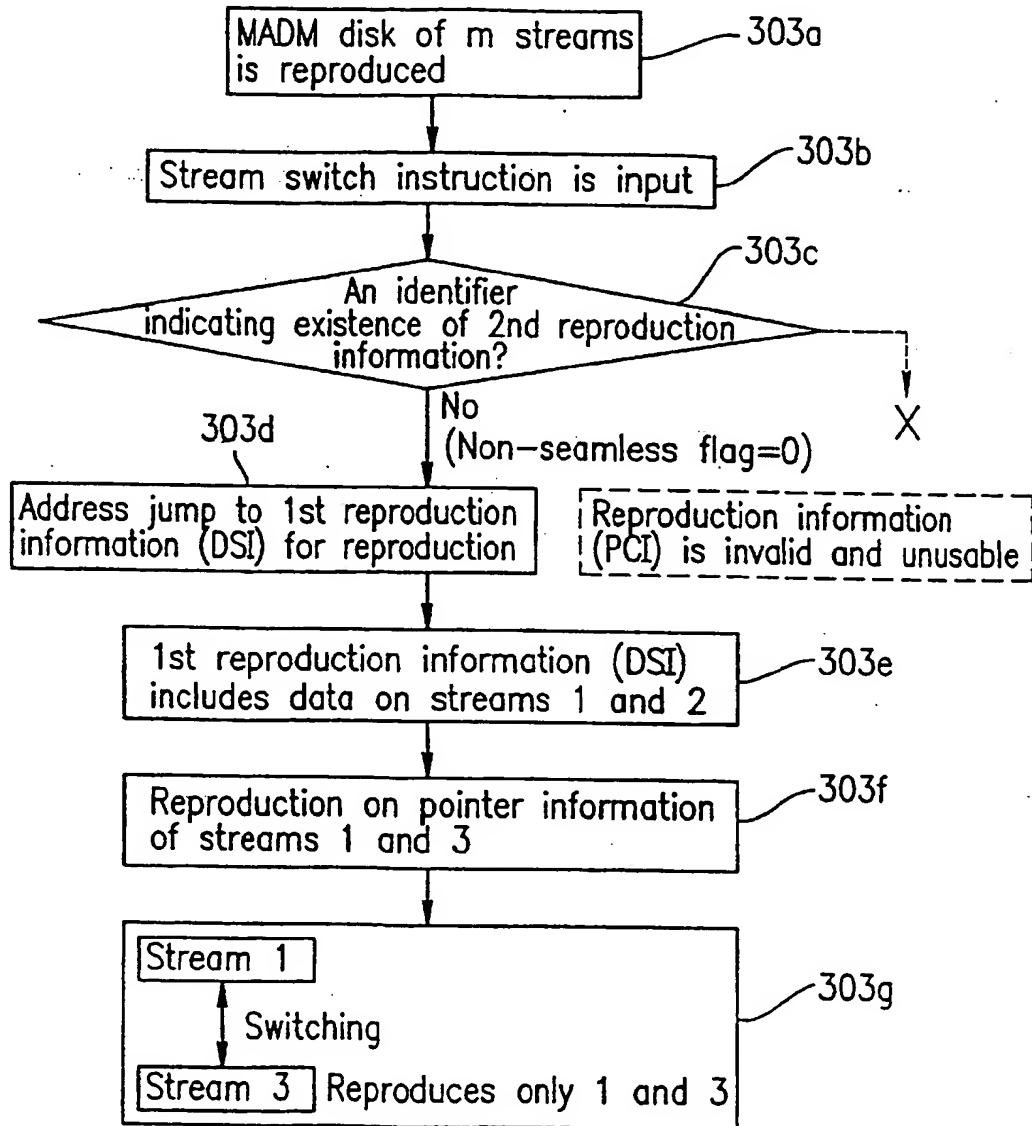 MADM disk of m streams
is reproduced
303a
Stream switch instruction is input
303b
303c
An identifier
indicating existence of 2nd reproduction
information?
No
(Non-seamless flag=0)
X
303d
Address jump to 1st reproduction
information (DSI) for reproduction
Reproduction information
(PCI) is invalid and unusable
1st reproduction information (DSI)
includes data on streams 1 and 2
303e
Reproduction on pointer information
of streams 1 and 3
303f
Stream 1
Switching
Stream 3 Reproduces only 1 and 3
303g